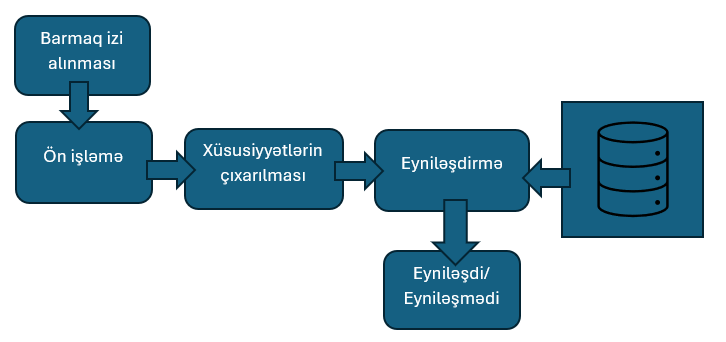 Barmaq izi
alınması
Ön işləmə
Xüsusiyyətlərin
çıxarılması
Eyniləşdirmə
Eyniləşdi/
Eyniləşmədi